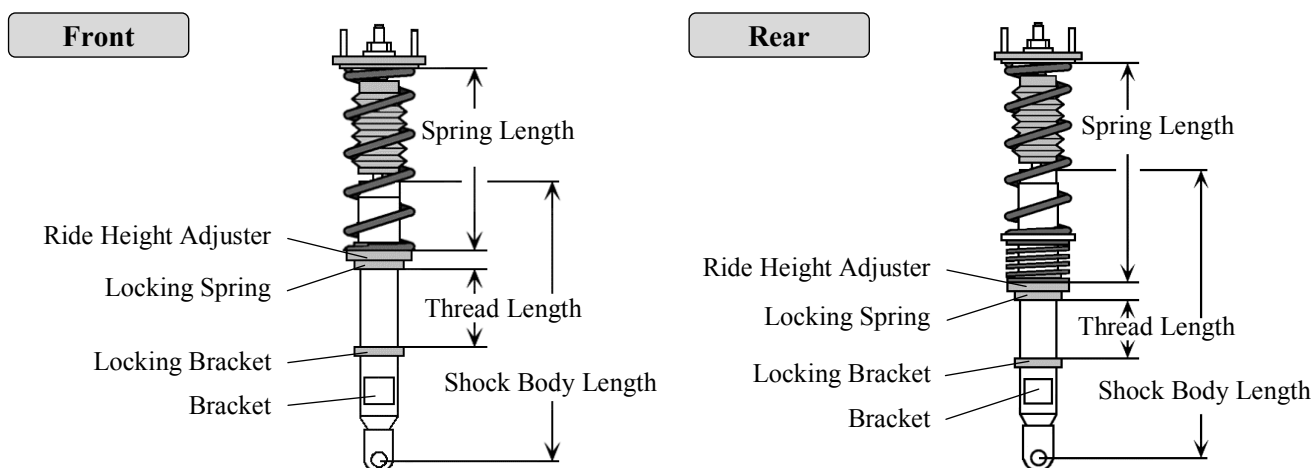 Front
Spring Length
Ride Height Adjuster
Locking Spring
Thread Length
Locking Bracket
Shock Body Length
Bracket
Rear
Spring Length
Ride Height Adjuster
Locking Spring
Thread Length
Locking Bracket
Shock Body Length
Bracket